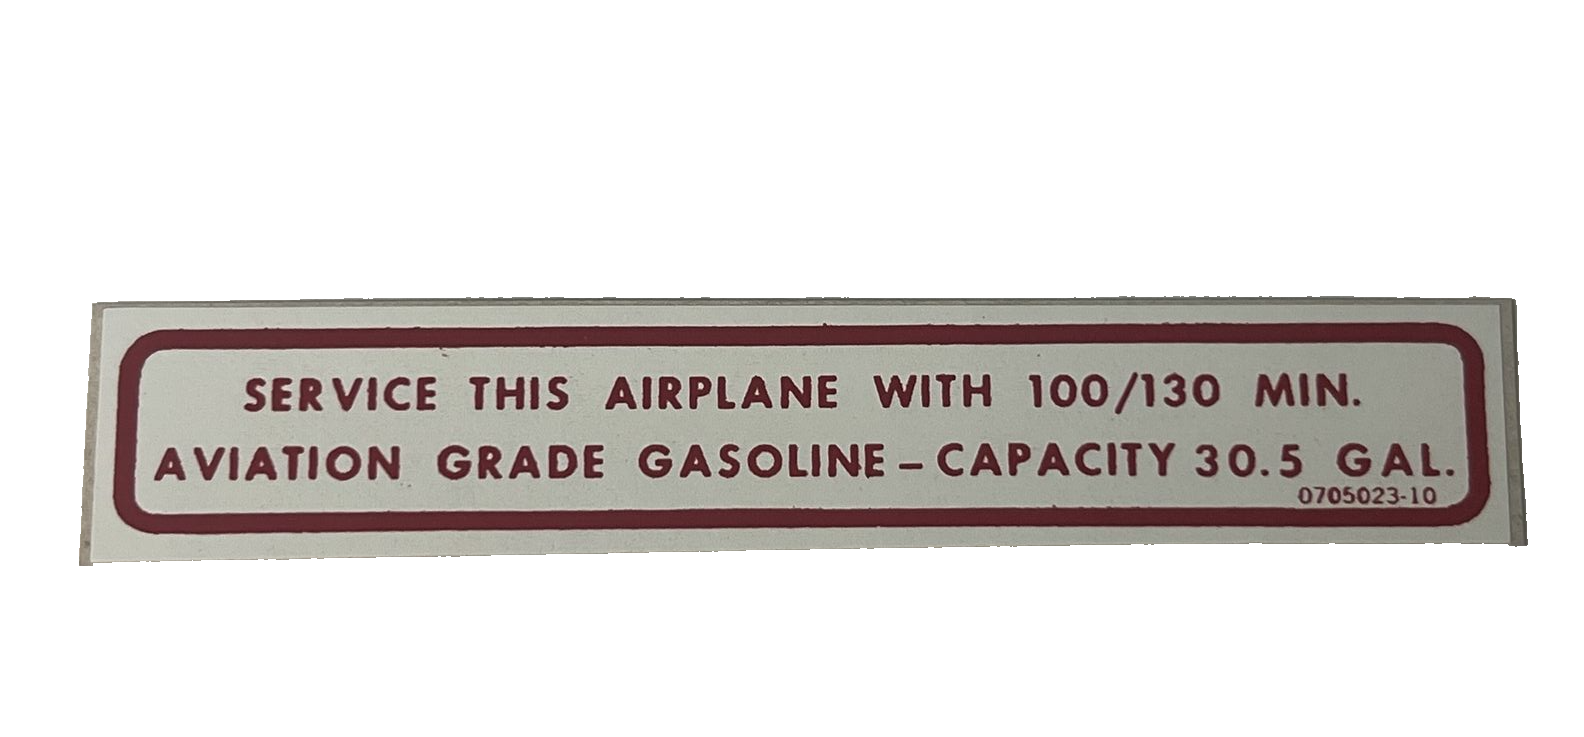 SERVICE THIS AIRPLANE WITH 100/130 MIN.
AVIATION GRADE GASOLINE – CAPACITY 30.5 GAL.
0705023-10